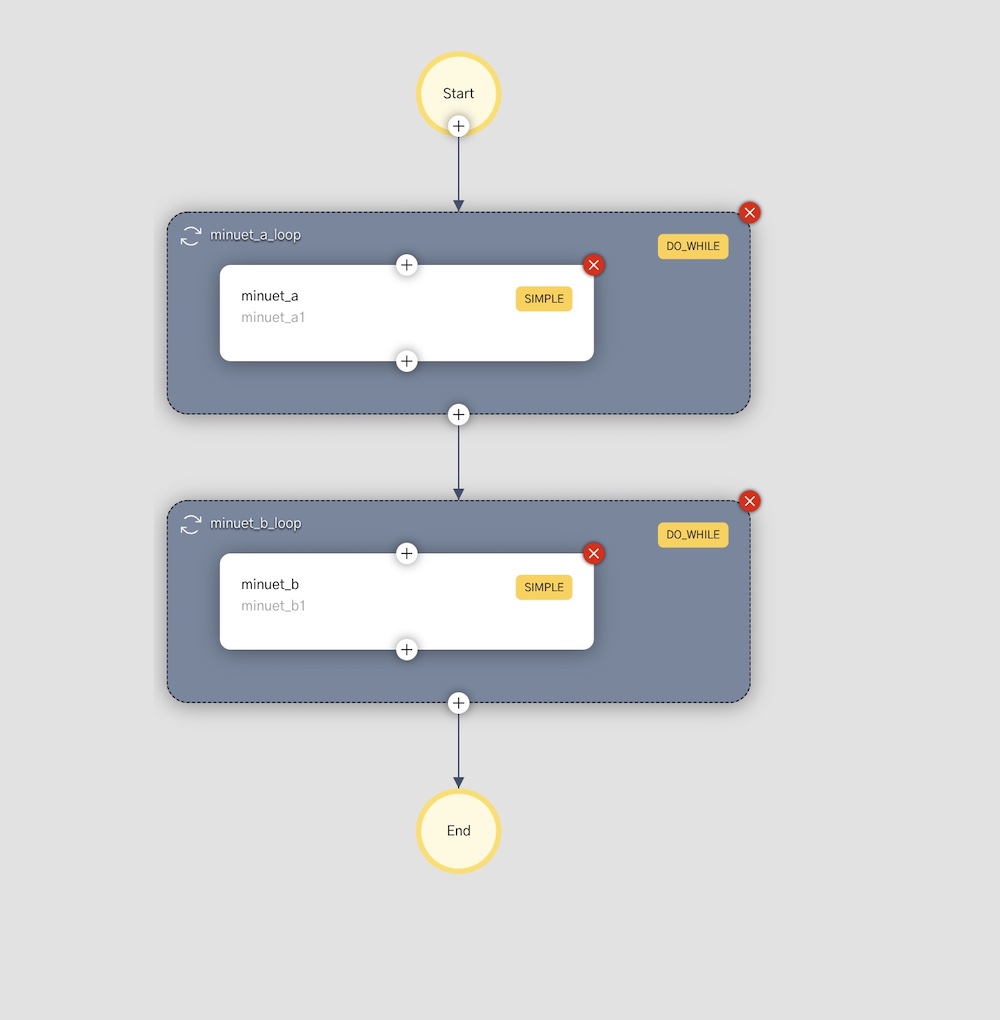 Start
minuet_a_loop
DO_WHILE
minuet_a
SIMPLE
minuet_a1
minuet_b_loop
DO_WHILE
minuet_b
SIMPLE
minuet_b1
End